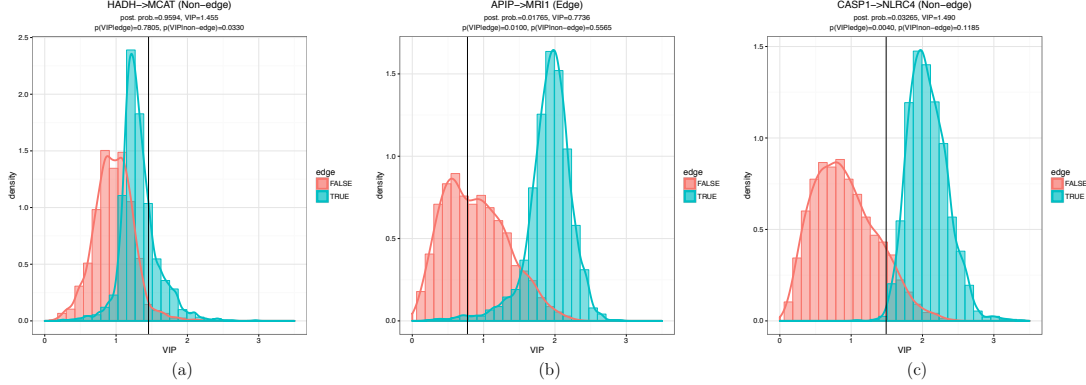 HADH->MCAT (Non-edge)
post. prob.=0.9594, VIP=1.455
p(VIP|edge)=0.7805, p(VIP|non-edge)=0.0330
2.5
2.0
1.5
1.0
0.5
0.0
density
0 1 2 3
VIP
edge
FALSE
TRUE
(a)
APIP->MRI1 (Edge)
post. prob.=0.01765, VIP=0.7736
p(VIP|edge)=0.0100, p(VIP|non-edge)=0.5565
1.5
1.0
0.5
0.0
density
0 1 2 3
VIP
edge
FALSE
TRUE
(b)
CASP1->NLRC4 (Non-edge)
post. prob.=0.03265, VIP=1.490
p(VIP|edge)=0.0040, p(VIP|non-edge)=0.1185
1.5
1.0
0.5
0.0
density
0 1 2 3
VIP
edge
FALSE
TRUE
(c)